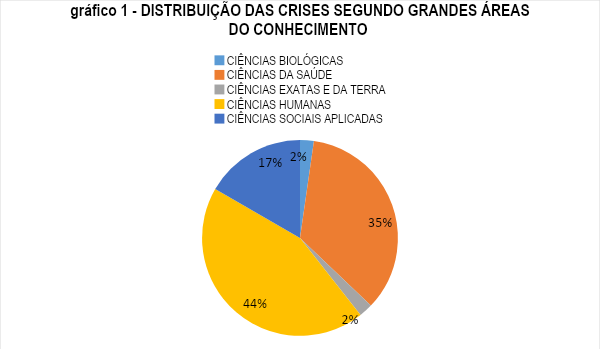 gráfico 1 - DISTRIBUIÇÃO DAS CRISES SEGUNDO GRANDES ÁREAS
DO CONHECIMENTO
CIÊNCIAS BIOLÓGICAS
CIÊNCIAS DA SAÚDE
CIÊNCIAS EXATAS E DA TERRA
CIÊNCIAS HUMANAS
CIÊNCIAS SOCIAIS APLICADAS
2%
17%
35%
44%
2%